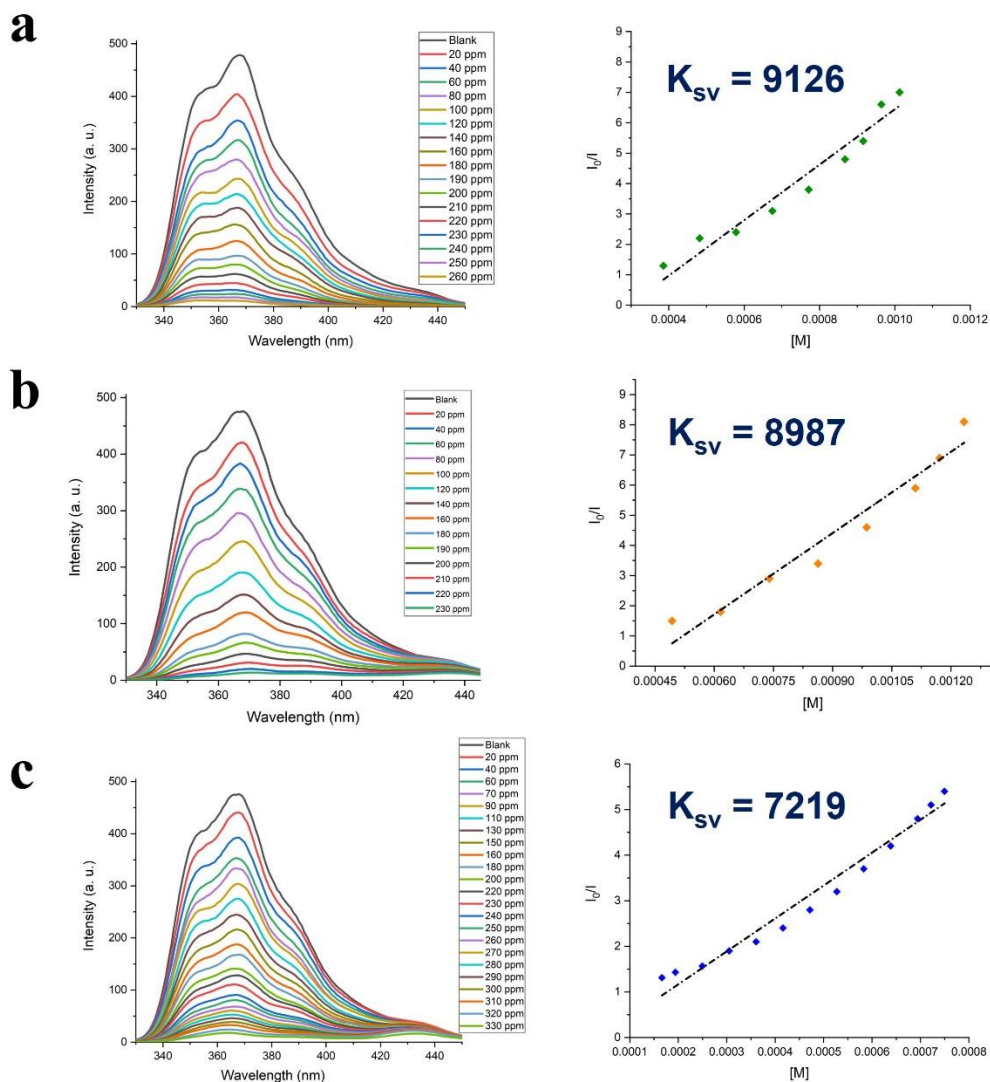 a
Intensity (a. u.)
500
400
300
200
100
0
340
360
380
400
420
440
Wavelength (nm)
Blank
20 ppm
40 ppm
60 ppm
80 ppm
100 ppm
120 ppm
140 ppm
160 ppm
180 ppm
190 ppm
200 ppm
210 ppm
220 ppm
230 ppm
240 ppm
250 ppm
260 ppm
Ksv = 9126
I0/I
9
8
7
6
5
4
3
2
1
0
0.0004
0.0006
0.0008
0.0010
0.0012
[M]
b
Intensity (a. u.)
500
400
300
200
100
0
340
360
380
400
420
440
Wavelength (nm)
Blank
20 ppm
40 ppm
60 ppm
80 ppm
100 ppm
120 ppm
140 ppm
160 ppm
180 ppm
190 ppm
200 ppm
210 ppm
220 ppm
230 ppm
Ksv = 8987
I0/I
9
8
7
6
5
4
3
2
1
0
0.00045
0.00060
0.00075
0.00090
0.00105
0.00120
[M]
c
Intensity (a. u.)
500
400
300
200
100
0
340
360
380
400
420
440
Wavelength (nm)
Blank
20 ppm
40 ppm
60 ppm
70 ppm
90 ppm
110 ppm
130 ppm
150 ppm
160 ppm
180 ppm
200 ppm
220 ppm
230 ppm
240 ppm
250 ppm
260 ppm
270 ppm
280 ppm
290 ppm
300 ppm
310 ppm
320 ppm
330 ppm
Ksv = 7219
I0/I
6
5
4
3
2
1
0
0.0001
0.0002
0.0003
0.0004
0.0005
0.0006
0.0007
0.0008
[M]